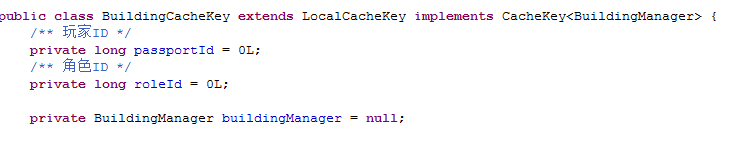 public class BuildingCacheKey extends LocalCacheKey implements CacheKey<BuildingManager> {
/** 玩家ID */
private long passportId = 0L;
/** 角色ID */
private long roleId = 0L;
private BuildingManager buildingManager = null;